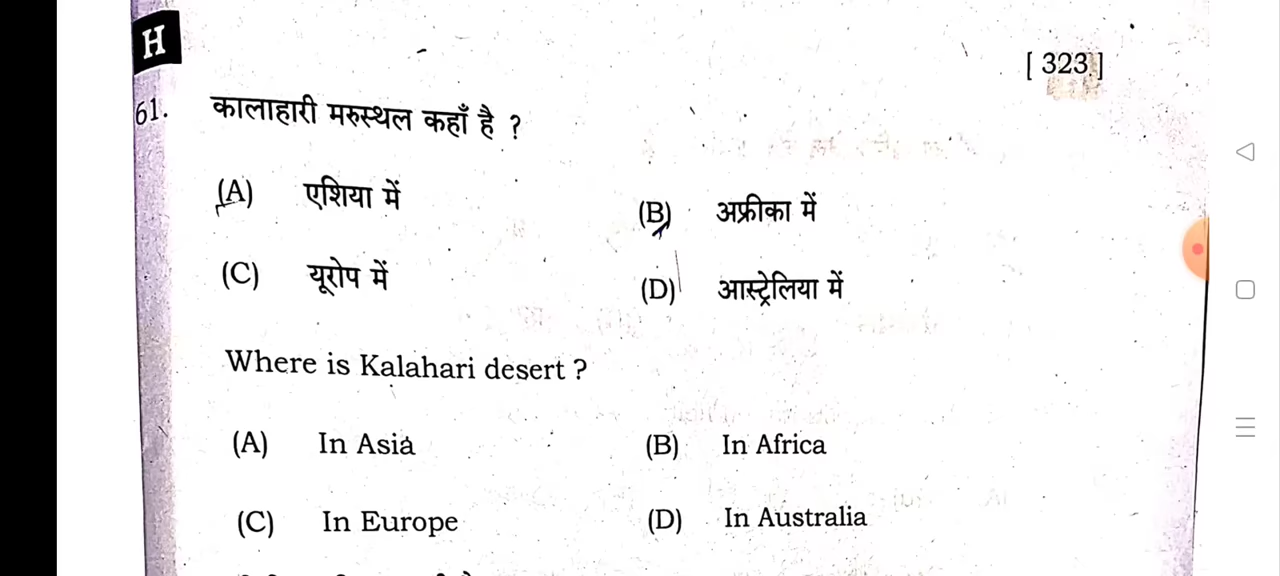 H
[ 323 ]
61. कालाहारी मरुस्थल कहाँ है ?
(A) एशिया में (B) अफ्रीका में
(C) यूरोप में (D) आस्ट्रेलिया में
Where is Kalahari desert ?
(A) In Asia (B) In Africa
(C) In Europe (D) In Australia